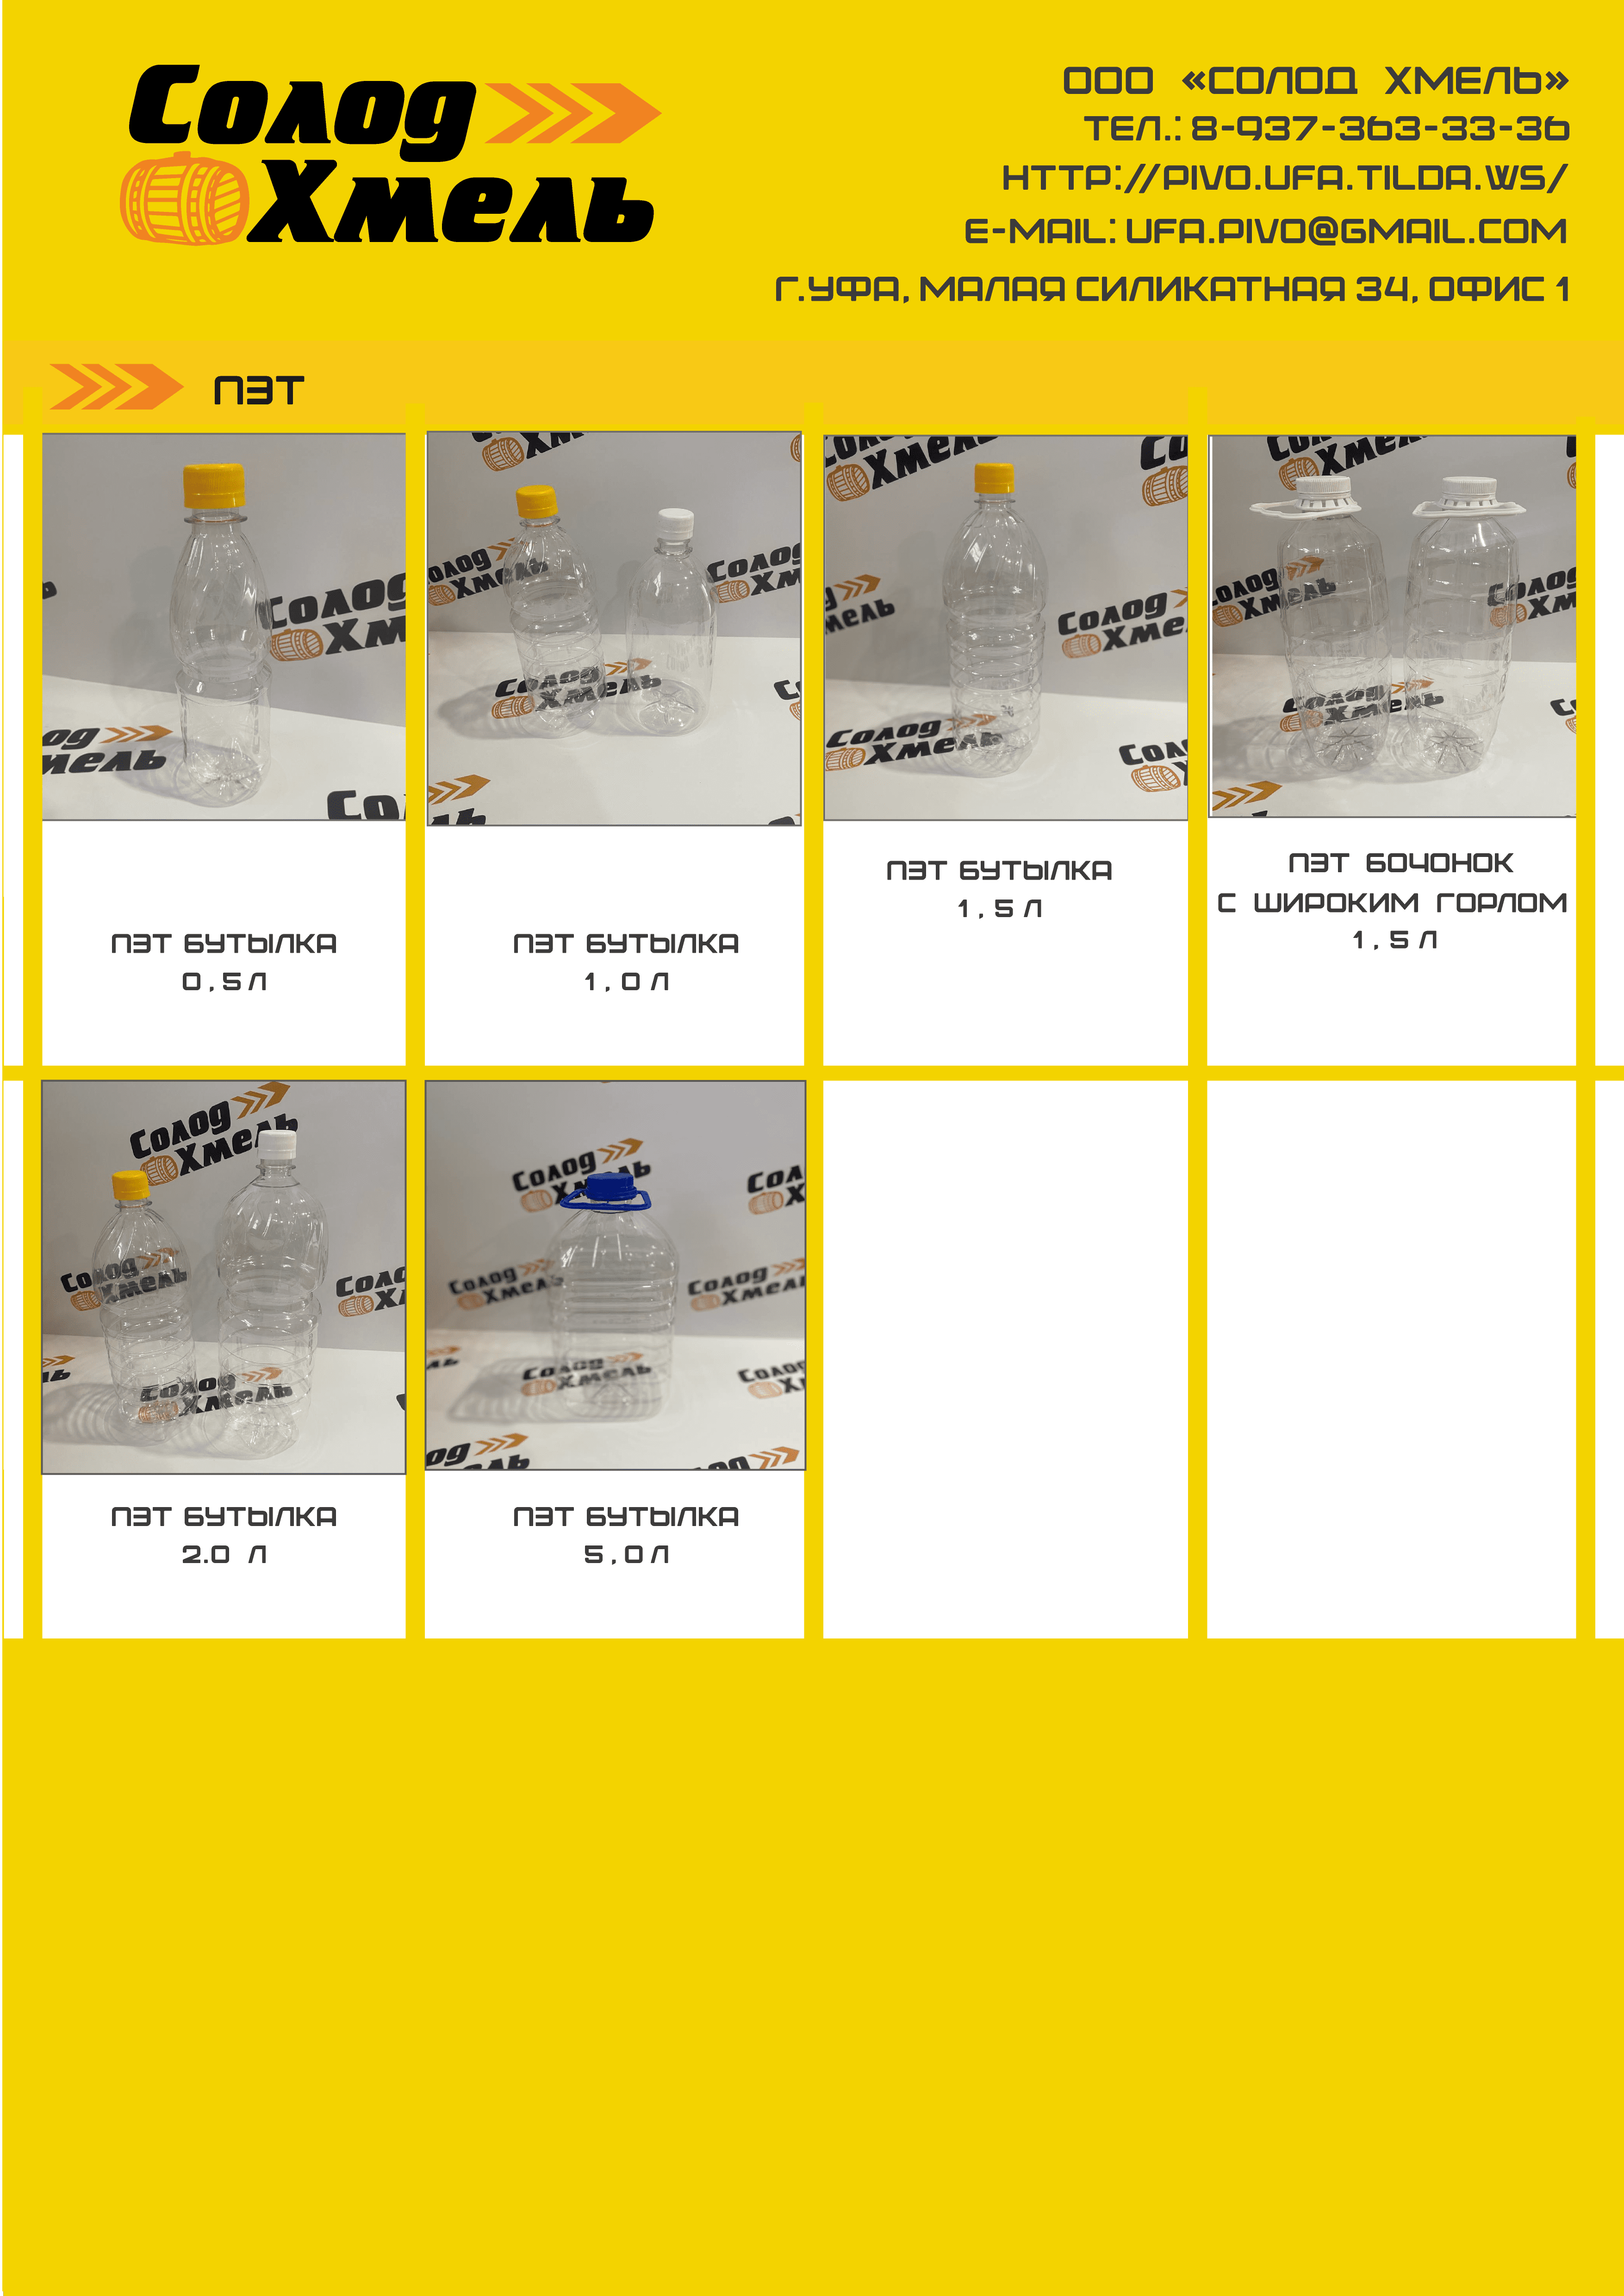 Солод
Хмель
ООО «СОЛОД ХМЕЛЬ»
ТЕЛ.: 8-937-363-33-36
HTTP://PIVO.UFA.TILDA.WS/
E-MAIL: UFA.PIVO@GMAIL.COM
Г.УФА, МАЛАЯ СИЛИКАТНАЯ 34, ОФИС 1
ПЭТ
ПЭТ БУТЫЛКА
0,5 Л
ПЭТ БУТЫЛКА
1,0 Л
ПЭТ БУТЫЛКА
1,5 Л
ПЭТ БОЧОНОК
С ШИРОКИМ ГОРЛОМ
1,5 Л
ПЭТ БУТЫЛКА
2.0 Л
ПЭТ БУТЫЛКА
5,0 Л